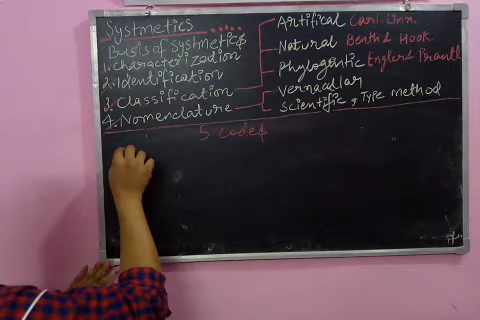 Systmetics
Basis of Systmetics
1. Characterization
2. Identification
3. Classification
4. Nomenclature
Artifical Carl. Linn.
Natural Benth & Hook
Phylogentic Engler & Prantl
Vernacular
Scientific, Type method
5 codes